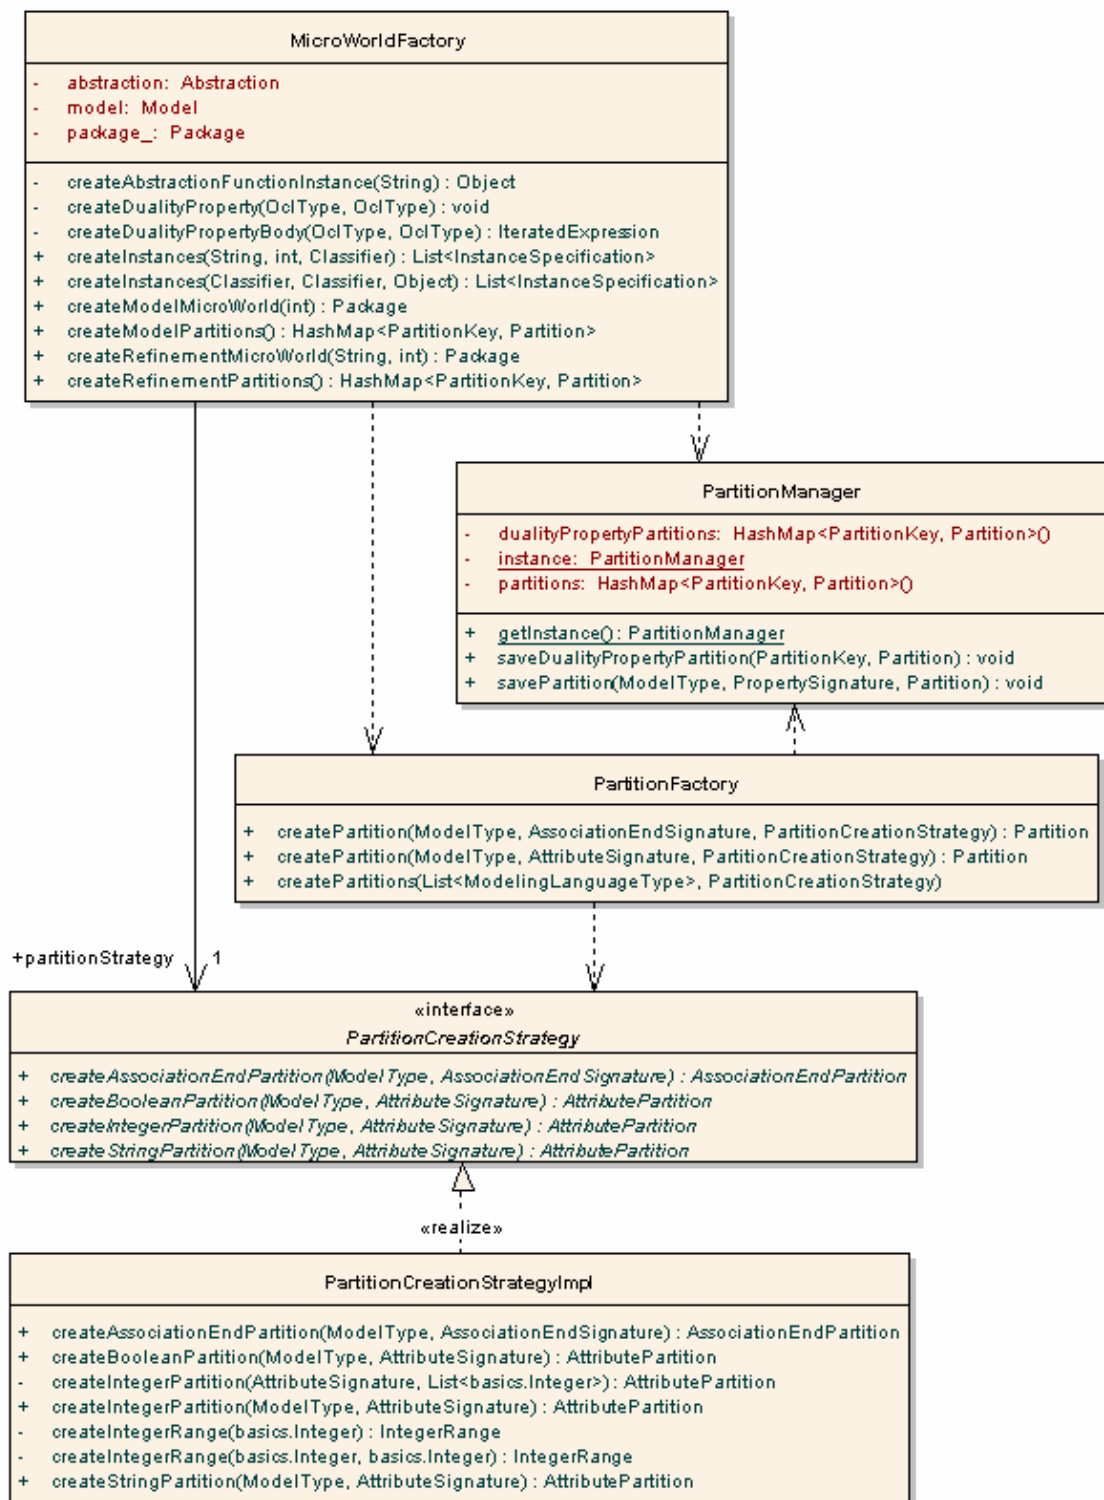 MicroWorldFactory
- abstraction: Abstraction
- model: Model
- package_: Package
- createAbstractionFunctionInstance(String) : Object
- createDualityProperty(OclType, OclType) : void
- createDualityPropertyBody(OclType, OclType) : IteratedExpression
+ createInstances(String, int, Classifier) : List<InstanceSpecification>
+ createInstances(Classifier, Classifier, Object) : List<InstanceSpecification>
+ createModelMicroWorld(int) : Package
+ createModelPartitions() : HashMap<PartitionKey, Partition>
+ createRefinementMicroWorld(String, int) : Package
+ createRefinementPartitions() : HashMap<PartitionKey, Partition>
PartitionManager
- dualityPropertyPartitions: HashMap<PartitionKey, Partition>()
- instance: PartitionManager
- partitions: HashMap<PartitionKey, Partition>()
+ getInstance() : PartitionManager
+ saveDualityPropertyPartition(PartitionKey, Partition) : void
+ savePartition(ModelType, PropertySignature, Partition) : void
PartitionFactory
+ createPartition(ModelType, AssociationEndSignature, PartitionCreationStrategy) : Partition
+ createPartition(ModelType, AttributeSignature, PartitionCreationStrategy) : Partition
+ createPartitions(List<ModelingLanguageType>, PartitionCreationStrategy)
+partitionStrategy 1
«interface»
PartitionCreationStrategy
+ createAssociationEndPartition(ModelType, AssociationEndSignature) : AssociationEndPartition
+ createBooleanPartition(ModelType, AttributeSignature) : AttributePartition
+ createIntegerPartition(ModelType, AttributeSignature) : AttributePartition
+ createStringPartition(ModelType, AttributeSignature) : AttributePartition
«realize»
PartitionCreationStrategyImpl
+ createAssociationEndPartition(ModelType, AssociationEndSignature) : AssociationEndPartition
+ createBooleanPartition(ModelType, AttributeSignature) : AttributePartition
- createIntegerPartition(AttributeSignature, List<basics.Integer>) : AttributePartition
+ createIntegerPartition(ModelType, AttributeSignature) : AttributePartition
- createIntegerRange(basics.Integer) : IntegerRange
- createIntegerRange(basics.Integer, basics.Integer) : IntegerRange
+ createStringPartition(ModelType, AttributeSignature) : AttributePartition